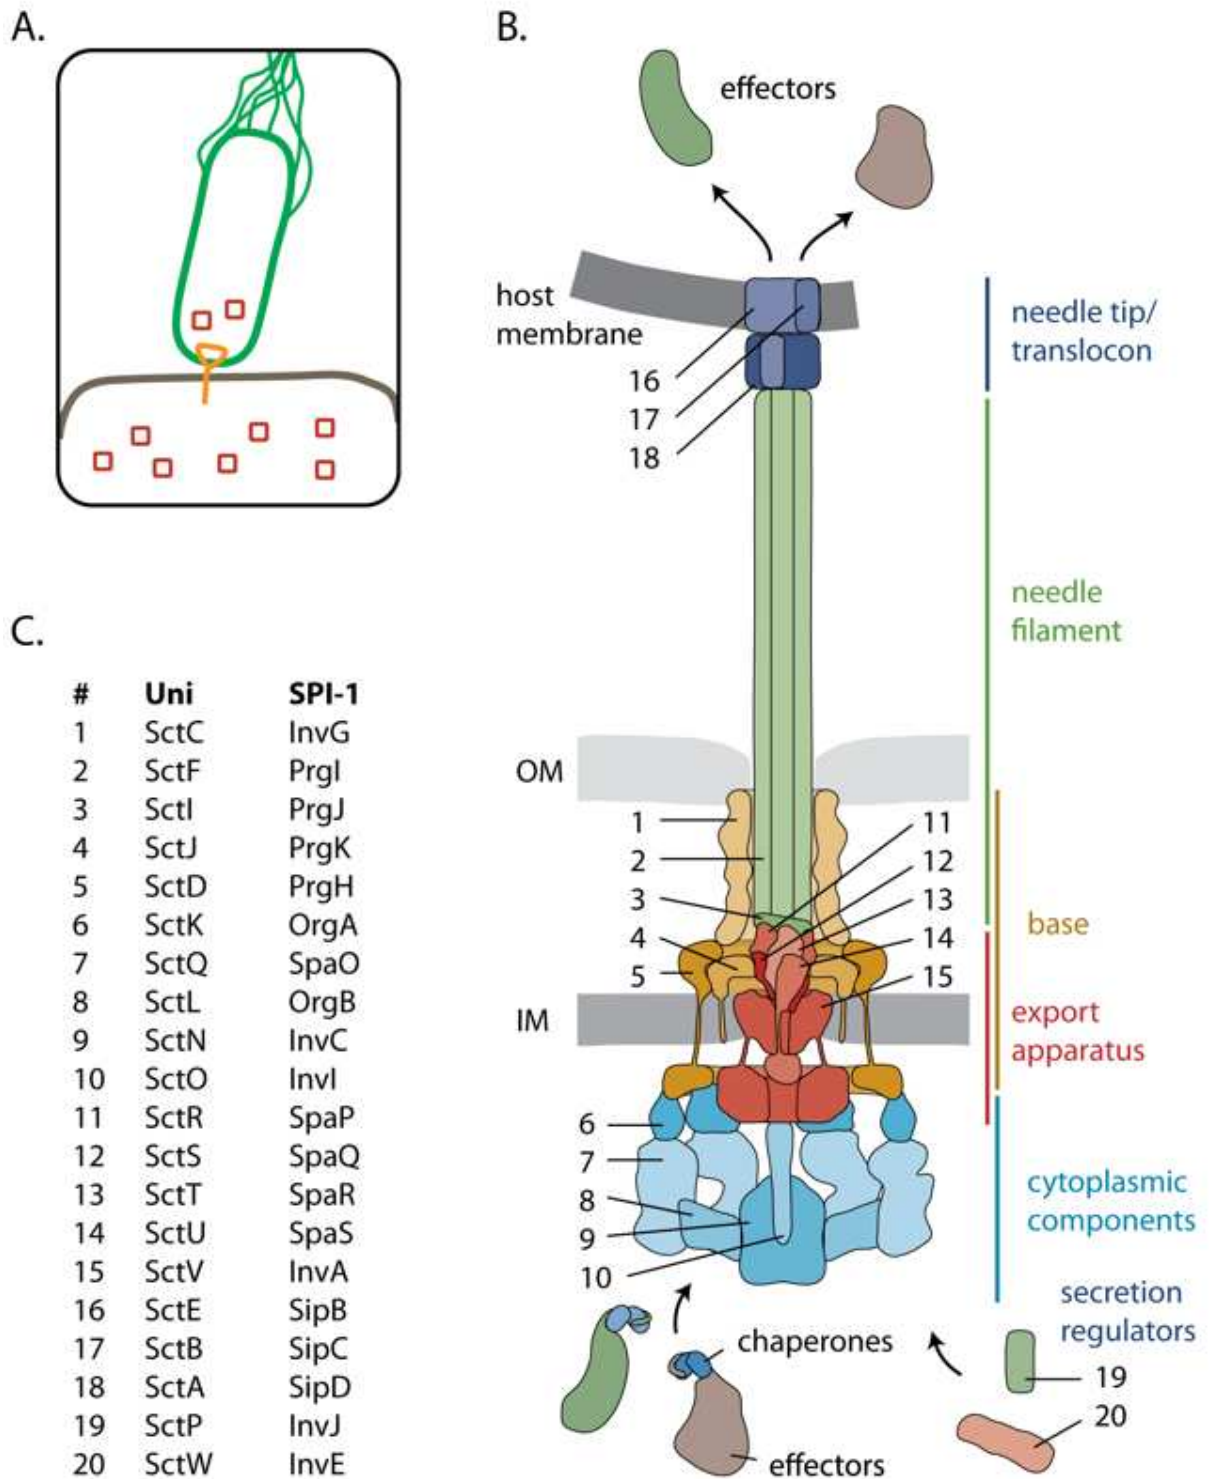 A.
B.
effectors
host
membrane
needle tip/
translocon
16
17
18
needle
filament
C.
# Uni SPI-1
1 SctC InvG
2 SctF PrgI
3 SctI PrgJ
4 SctJ PrgK
5 SctD PrgH
6 SctK OrgA
7 SctQ SpaO
8 SctL OrgB
9 SctN InvC
10 SctO InvI
11 SctR SpaP
12 SctS SpaQ
13 SctT SpaR
14 SctU SpaS
15 SctV InvA
16 SctE SipB
17 SctB SipC
18 SctA SipD
19 SctP InvJ
20 SctW InvE
OM
1
2
3
4
5
11
12
13
14
15
base
IM
export
apparatus
6
7
8
9
10
cytoplasmic
components
secretion
regulators
chaperones
19
20
effectors